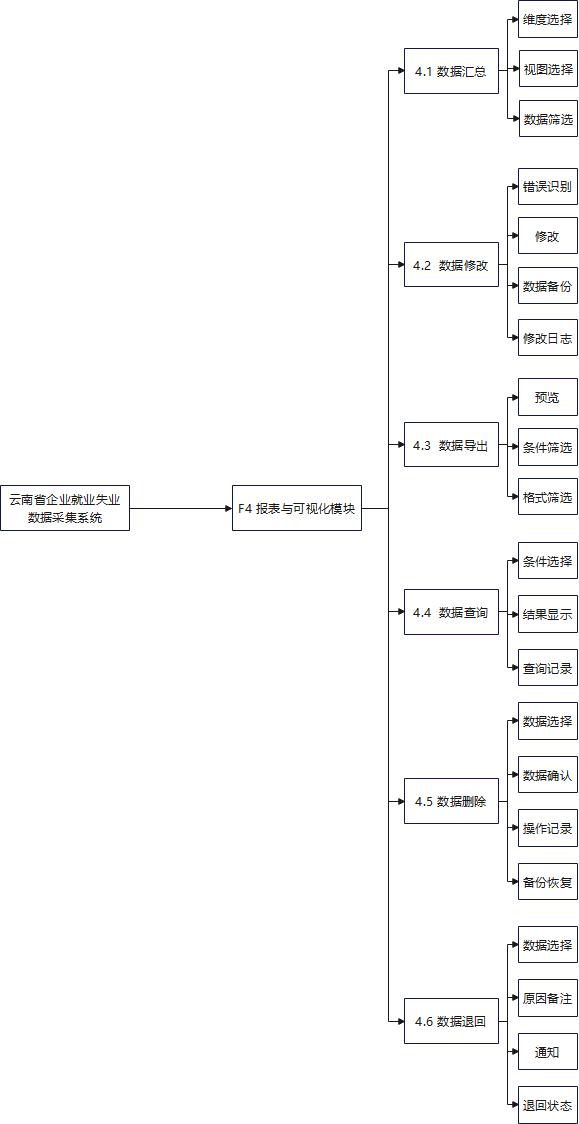 云南省企业就业失业
数据采集系统
F4 报表与可视化模块
4.1 数据汇总
维度选择
视图选择
数据筛选
4.2 数据修改
错误识别
修改
数据备份
修改日志
4.3 数据导出
预览
条件筛选
格式筛选
4.4 数据查询
条件选择
结果显示
查询记录
4.5 数据删除
数据选择
数据确认
操作记录
备份恢复
4.6 数据退回
数据选择
原因备注
通知
退回状态